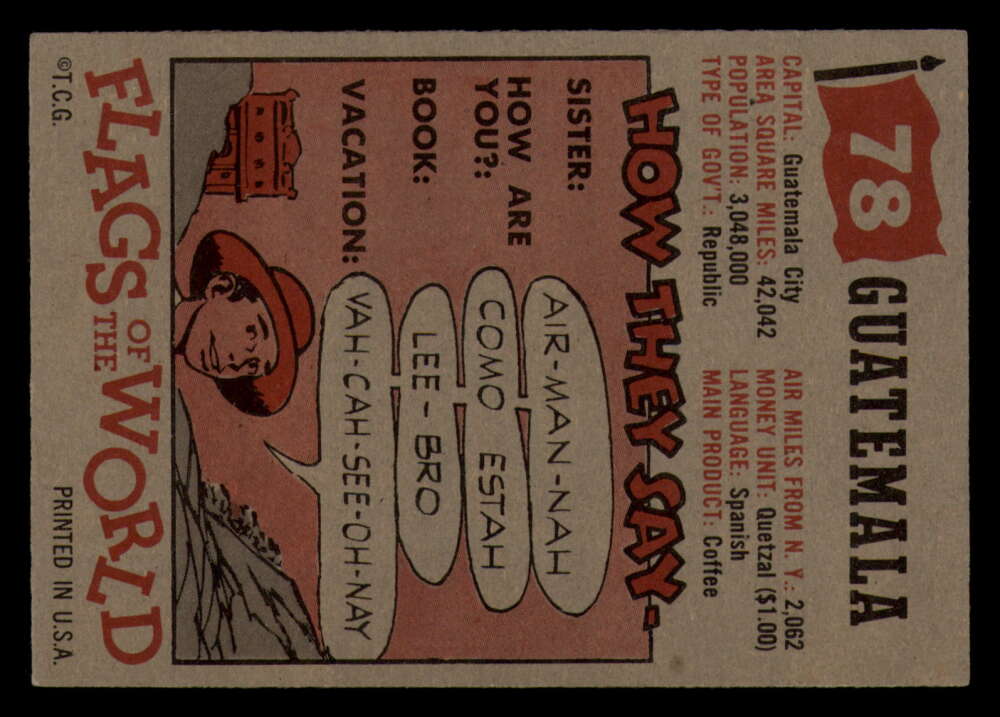 78 GUATEMALA
CAPITAL: Guatemala City
AREA SQUARE MILES: 42,042
POPULATION: 3,048,000
TYPE OF GOV'T.: Republic
AIR MILES FROM N. Y.: 2,062
MONEY UNIT: Quetzal ($1.00)
LANGUAGE: Spanish
MAIN PRODUCT: Coffee
HOW THEY SAY.
SISTER: AIR-MAN-NAH
HOW ARE
YOU?: COMO ESTAH
BOOK: LEE-BRO
VACATION: VAH-CAH-SEE-OH-NAY
FLAGS OF THE WORLD
©T.C.G. PRINTED IN U.S.A.